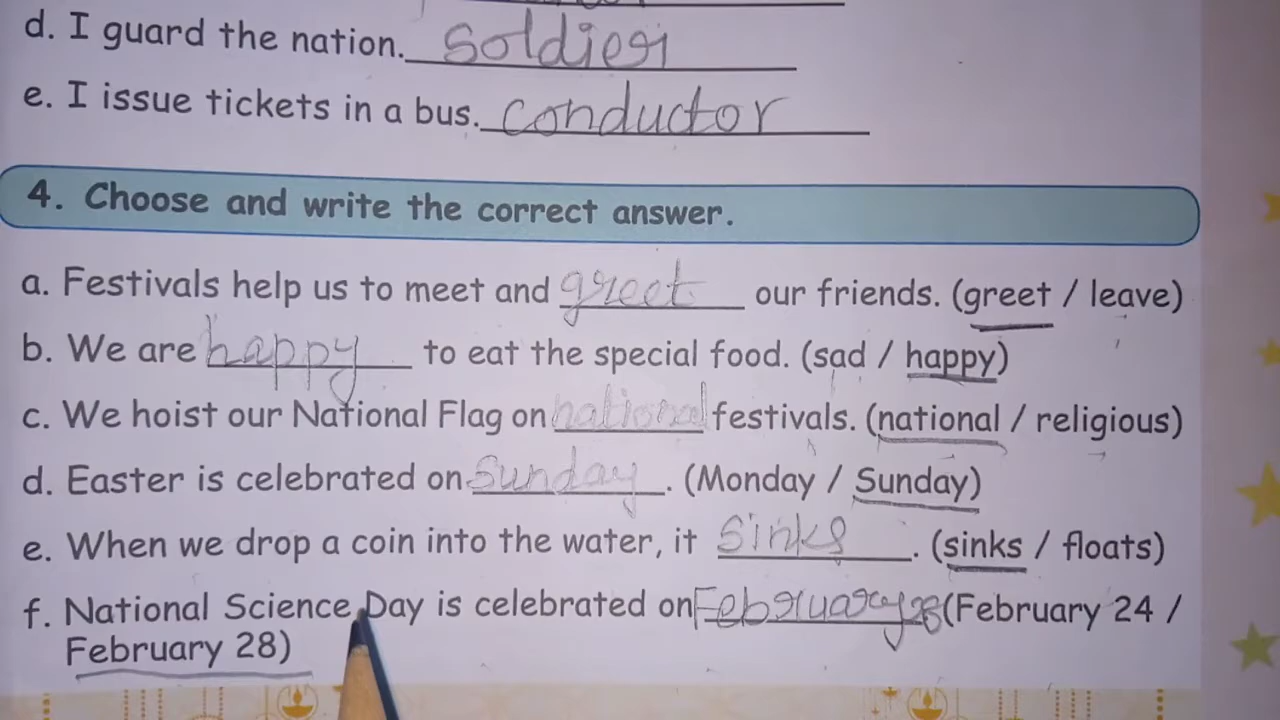 d. I guard the nation. soldier
e. I issue tickets in a bus. conductor
4. Choose and write the correct answer.
a. Festivals help us to meet and greet our friends. (greet / leave)
b. We are happy to eat the special food. (sad / happy)
c. We hoist our National Flag on national festivals. (national / religious)
d. Easter is celebrated on Sunday. (Monday / Sunday)
e. When we drop a coin into the water, it sinks. (sinks / floats)
f. National Science Day is celebrated on February 28 (February 24 /
February 28)